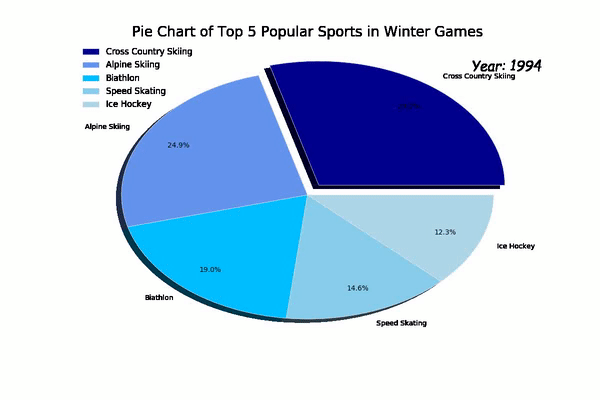 Pie Chart of Top 5 Popular Sports in Winter Games
Cross Country Skiing
Alpine Skiing
Biathlon
Speed Skating
Ice Hockey
Year: 1994
Cross Country Skiing
Alpine Skiing
24.9%
12.3%
Ice Hockey
19.0%
14.6%
Biathlon
Speed Skating